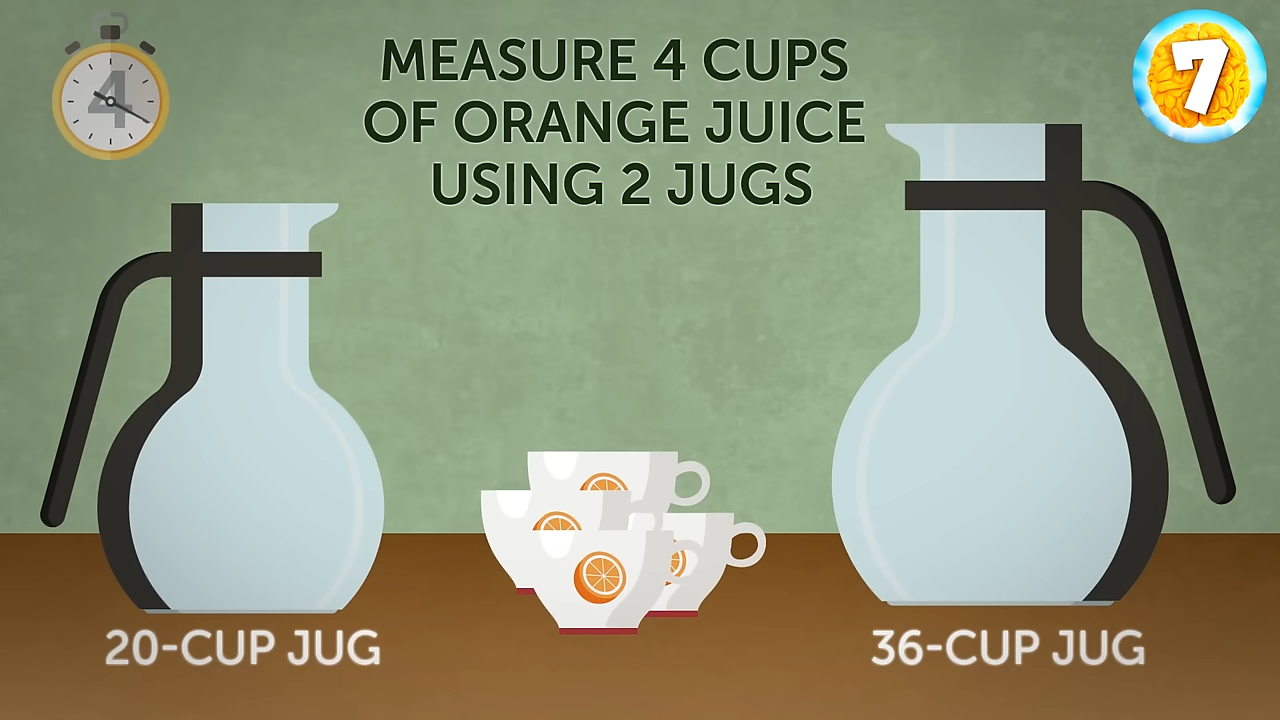 4
MEASURE 4 CUPS
OF ORANGE JUICE
USING 2 JUGS
7
20-CUP JUG
36-CUP JUG